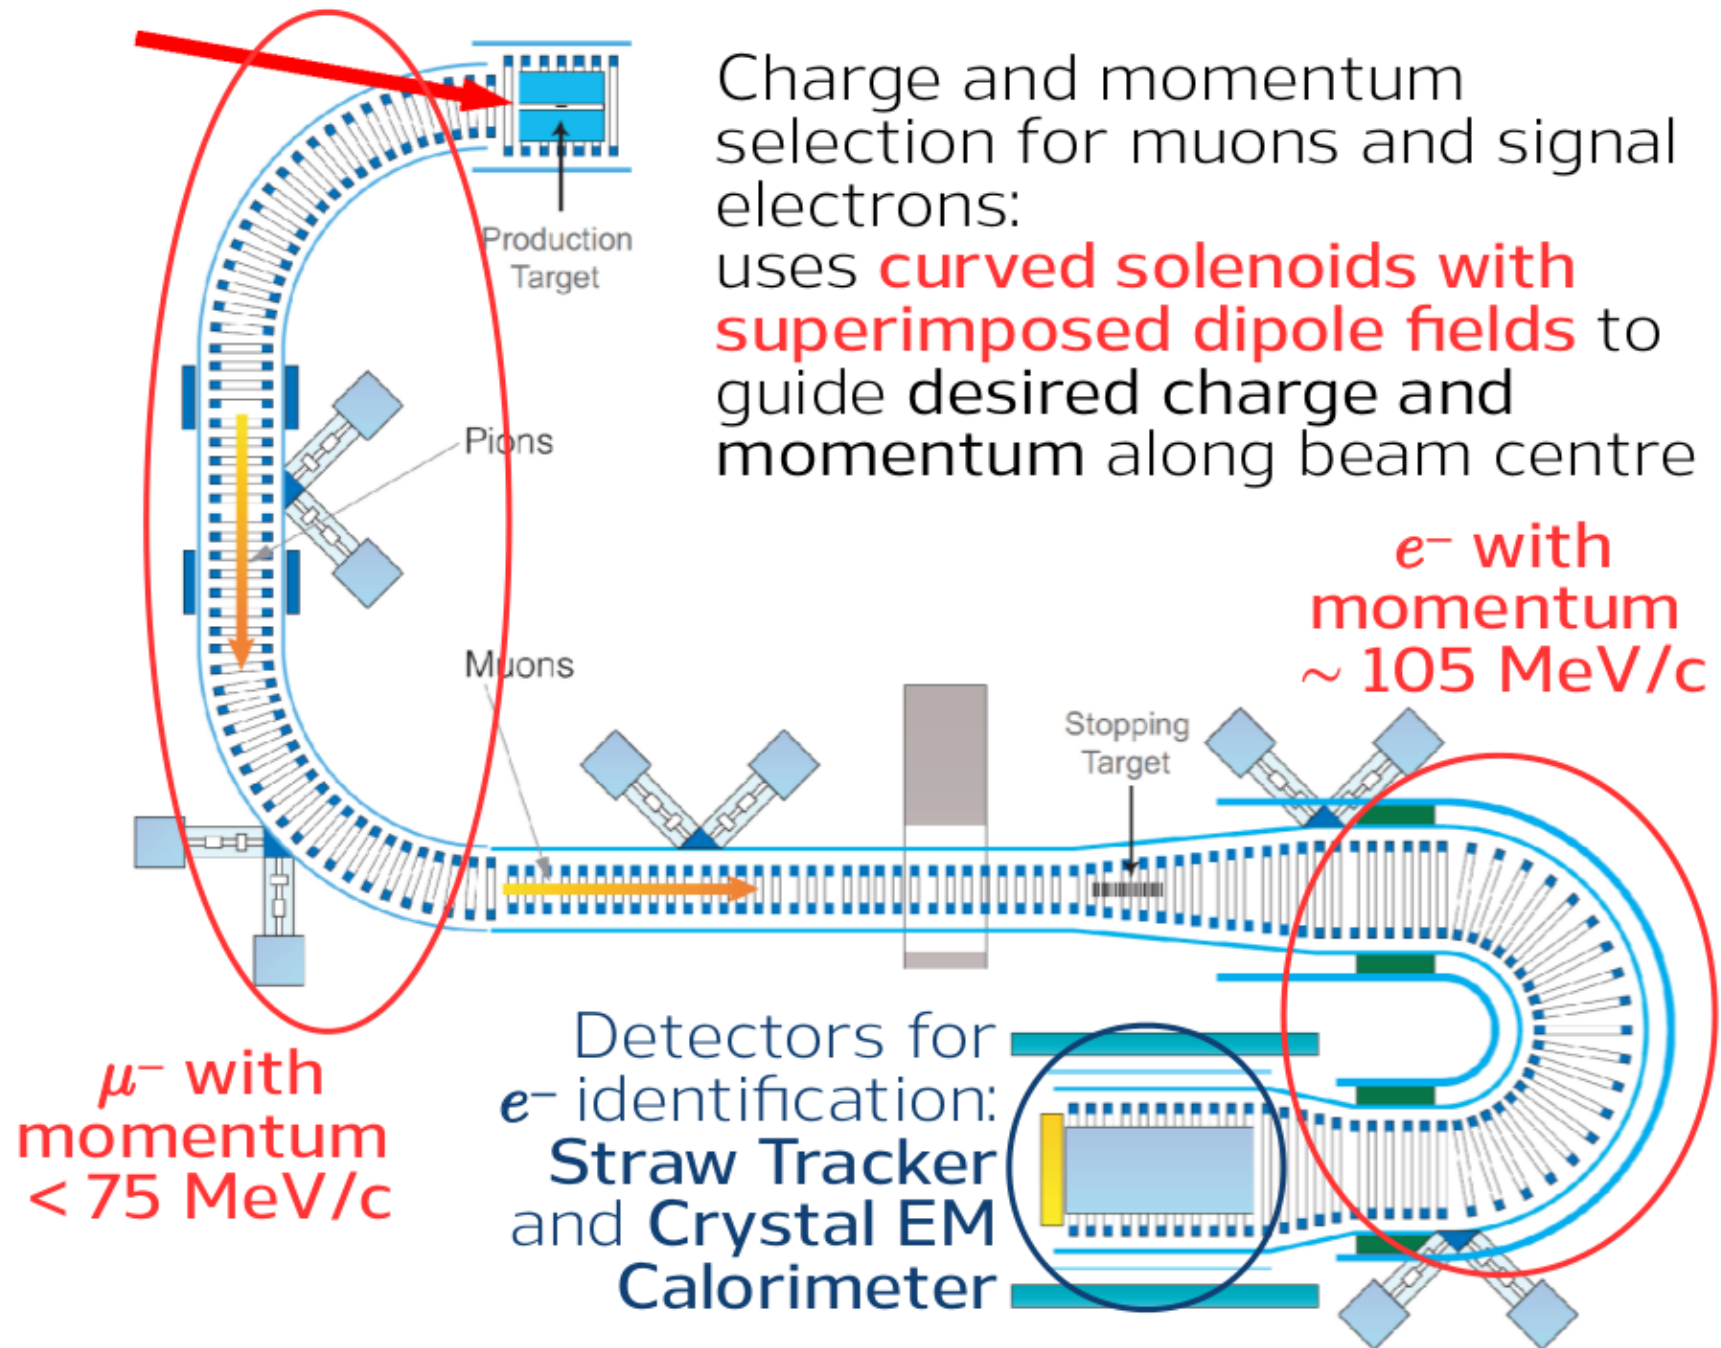 Charge and momentum
selection for muons and signal
electrons:
uses curved solenoids with
superimposed dipole fields to
guide desired charge and
momentum along beam centre
Production
Target
Pions
Muons
e⁻ with
momentum
~ 105 MeV/c
Stopping
Target
μ⁻ with
momentum
< 75 MeV/c
Detectors for
e⁻ identification:
Straw Tracker
and Crystal EM
Calorimeter